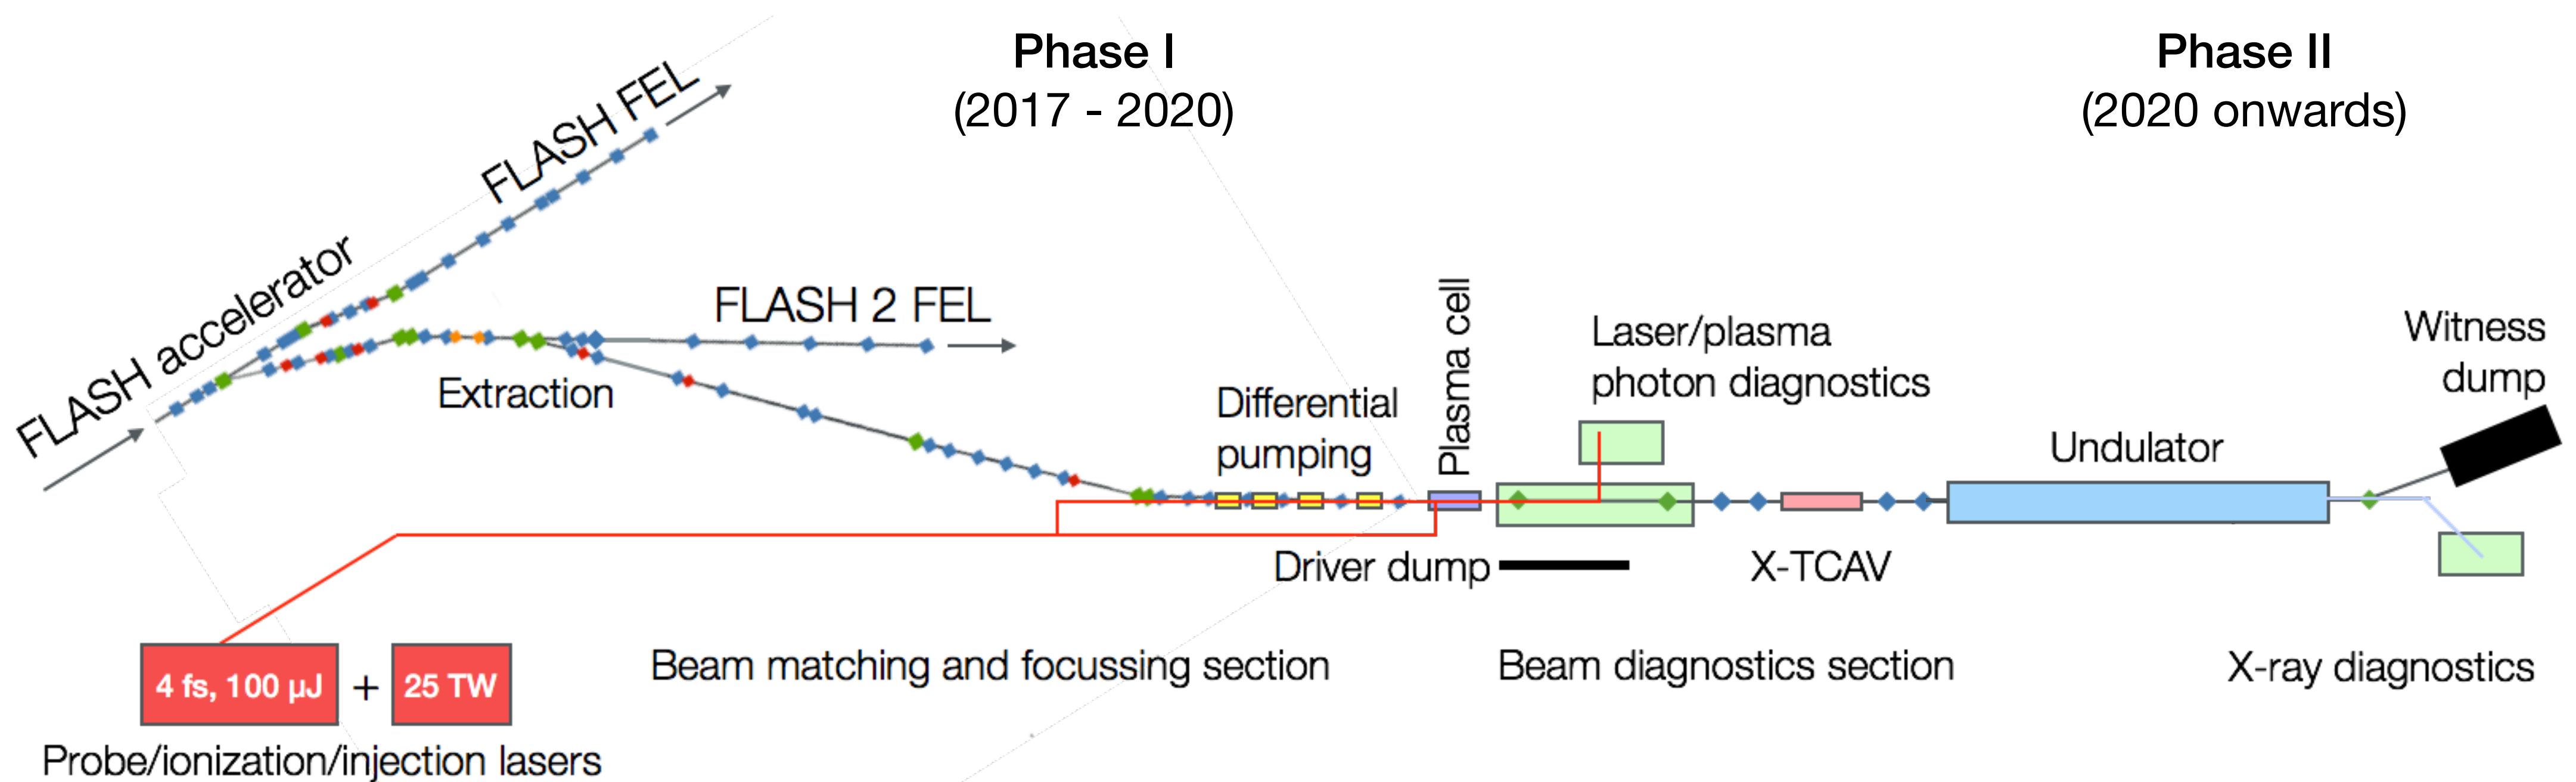 Phase I
(2017 - 2020)
Phase II
(2020 onwards)
FLASH FEL
FLASH accelerator
FLASH 2 FEL
Extraction
Differential
pumping
Plasma cell
Laser/plasma
photon diagnostics
Undulator
Witness
dump
Driver dump
X-TCAV
4 fs, 100 µJ
+
25 TW
Probe/ionization/injection lasers
Beam matching and focussing section
Beam diagnostics section
X-ray diagnostics